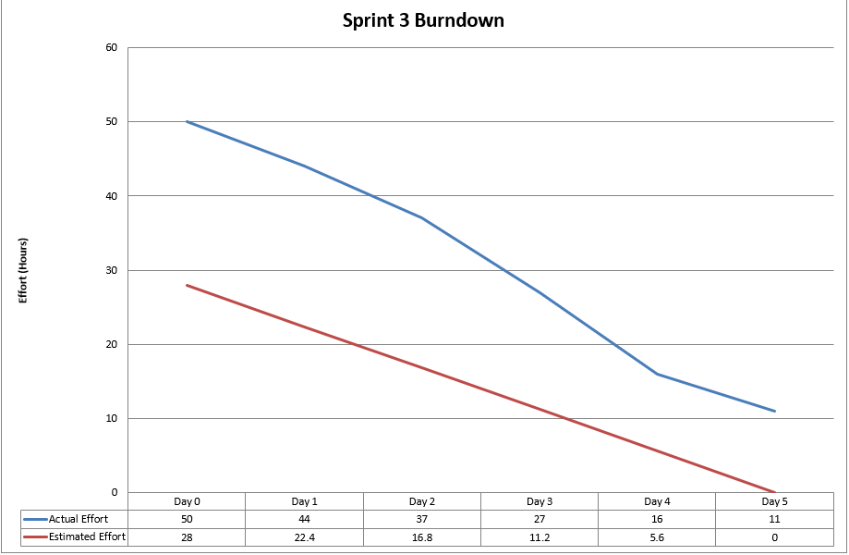 Sprint 3 Burndown
60
50
40
30
20
10
0
Effort (Hours)
Day 0 Day 1 Day 2 Day 3 Day 4 Day 5
Actual Effort 50 44 37 27 16 11
Estimated Effort 28 22.4 16.8 11.2 5.6 0